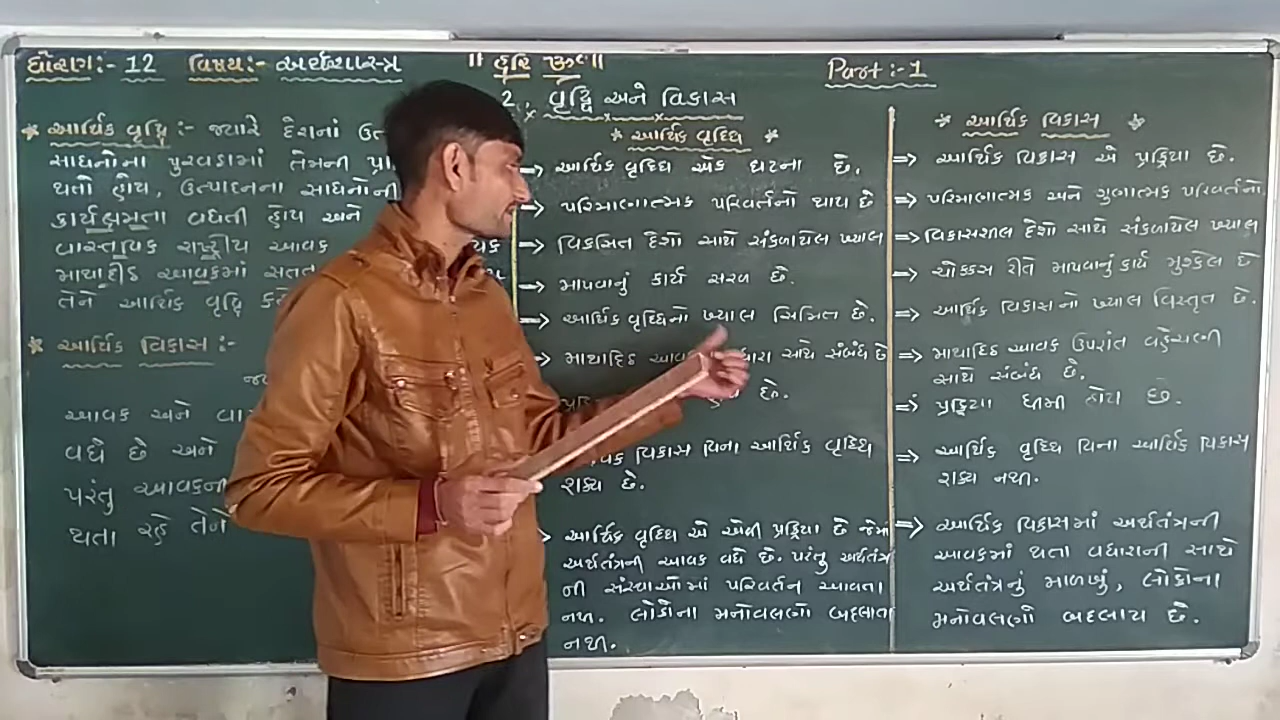 ધોરણ:- 12 વિષય:- અર્થશાસ્ત્ર
॥ હરિ ૐ ॥
Part:-1
2. વૃદ્ધિ અને વિકાસ
* આર્થિક વૃદ્ધિ :- જ્યારે દેશનાં
સાધનોના પુરવઠામાં તેમની
થતો હોય, ઉત્પાદનના સાધનોની
કાર્યક્ષમતા વધતી હોય અને
વાસ્તવિક રાષ્ટ્રીય આવક
માથાદીઠ આવકમાં સતત
તેને આર્થિક વૃદ્ધિ
* આર્થિક વિકાસ :-
આવક અને
વધે છે અને
પરંતુ આવકની
થતા રહે તેને
* આર્થિક વૃધ્ધિ *
=> આર્થિક વૃધ્ધિ એક ઘટના છે.
=> પરિમાણાત્મક પરિવર્તનો થાય છે
=> વિકસિત દેશો સાથે સંકળાયેલ ખ્યાલ
=> માપવાનું કાર્ય સરળ છે.
=> આર્થિક વૃધ્ધિનો ખ્યાલ સિમિત છે.
=> માથાદિઠ સાથે સંબંધ છે
છે.
વિકાસ વિના આર્થિક વૃધ્ધિ
શક્ય છે.
આર્થિક વૃધ્ધિ એ એવી પ્રક્રિયા છે જેમાં
અર્થતંત્રની આવક વધે છે. પરંતુ અર્થતંત્ર
ની સંસ્થાઓમાં પરિવર્તન આવતા
નથી. લોકોના મનોવલણો બદલાતા
નથી.
* આર્થિક વિકાસ *
=> આર્થિક વિકાસ એ પ્રક્રિયા છે.
=> પરિમાણાત્મક અને ગુણાત્મક પરિવર્તનો
=> વિકાસશીલ દેશો સાથે સંકળાયેલ ખ્યાલ
=> ચોક્કસ રીતે માપવાનું કાર્ય મુશ્કેલ છે
=> આર્થિક વિકાસનો ખ્યાલ વિસ્તૃત છે.
=> માથાદિઠ આવક ઉપરાંત વહેંચણી
સાથે સંબંધ છે.
=> પ્રક્રિયા ધીમી હોય છે.
=> આર્થિક વૃધ્ધિ વિના આર્થિક વિકાસ
શક્ય નથી.
=> આર્થિક વિકાસમાં અર્થતંત્રની
આવકમાં થતા વધારાની સાથે
અર્થતંત્રનું માળખું, લોકોના
મનોવલણો બદલાય છે.